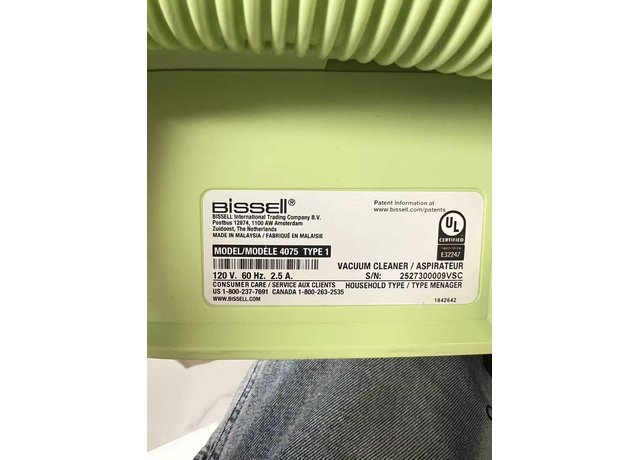 BISSELL®
BISSELL International Trading Company B.V.
Postbus 12874, 1100 AW Amsterdam
Zuidoost, The Netherlands
MADE IN MALAYSIA / FABRIQUÉ EN MALAISIE
MODEL/MODÈLE 4075 TYPE 1
120 V. 60 Hz. 2.5 A.
CONSUMER CARE / SERVICE AUX CLIENTS
US 1-800-237-7691 CANADA 1-800-263-2535
WWW.BISSELL.COM
Patent Information at
www.bissell.com/patents
UL
CERTIFIED
E32247
VACUUM CLEANER / ASPIRATEUR
S/N: 2527300009VSC
HOUSEHOLD TYPE / TYPE MENAGER
1642642